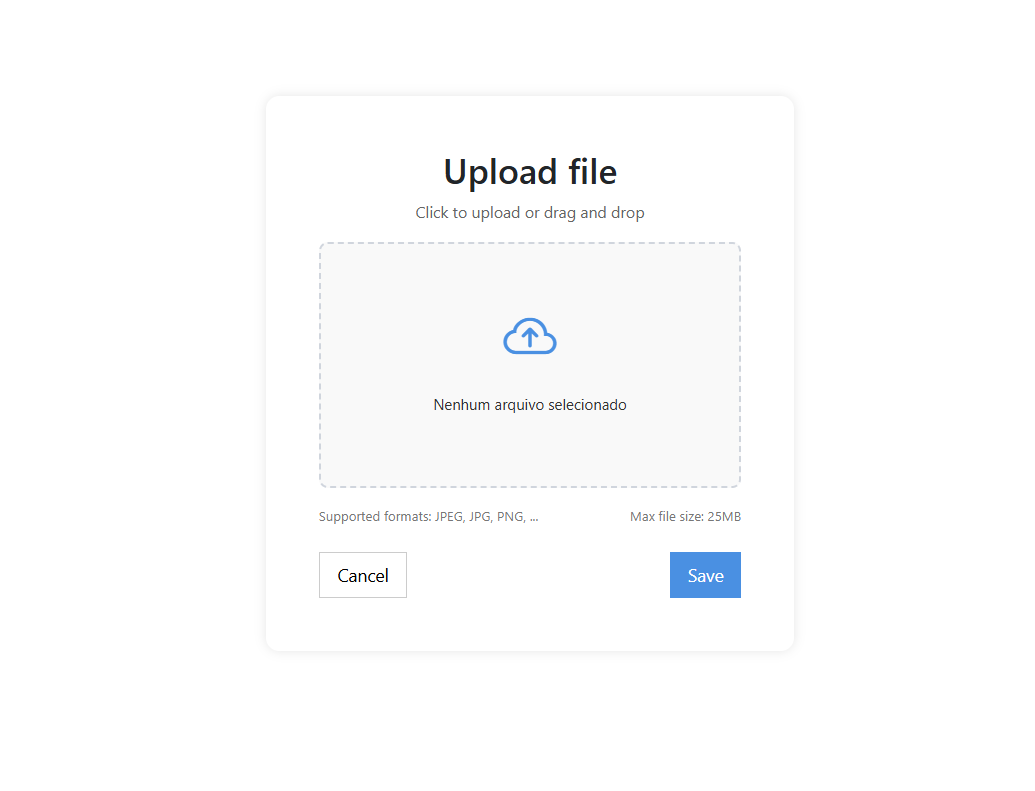 Upload file
Click to upload or drag and drop
Nenhum arquivo selecionado
Supported formats: JPEG, JPG, PNG, ...
Max file size: 25MB
Cancel
Save